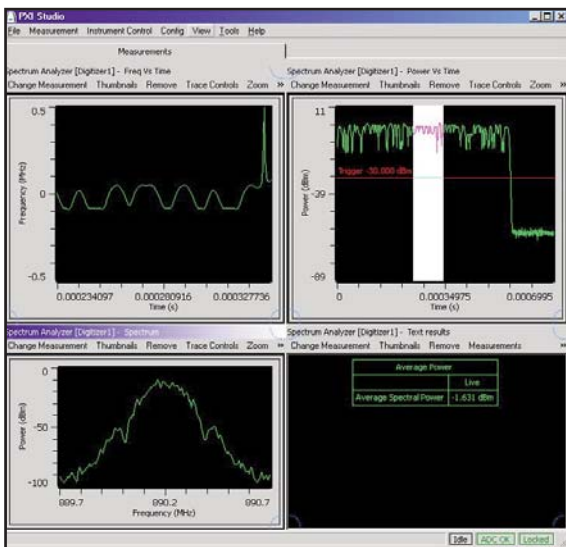 PXI Studio
File Measurement Instrument Control Config View Tools Help
Measurements
Spectrum Analyzer [Digitizer1] - Freq Vs Time
Change Measurement Thumbnails Remove Trace Controls Zoom »
0.5
0
-0.5
Frequency (MHz)
0.000234097 0.000280916 0.000327736
Time (s)
Spectrum Analyzer [Digitizer1] - Power Vs Time
Change Measurement Thumbnails Remove Trace Controls Zoom »
11
-39
-89
Power (dBm)
Trigger -30.000 dBm
0 0.00034975 0.0006995
Time (s)
Spectrum Analyzer [Digitizer1] - Spectrum
Change Measurement Thumbnails Remove Trace Controls Zoom »
0
-50
-100
Power (dBm)
889.7 890.2 890.7
Frequency (MHz)
Spectrum Analyzer [Digitizer1] - Text results
Change Measurement Thumbnails Remove Measurements »
Average Power
Live
Average Spectral Power -1.631 dBm
Idle ADC OK Locked